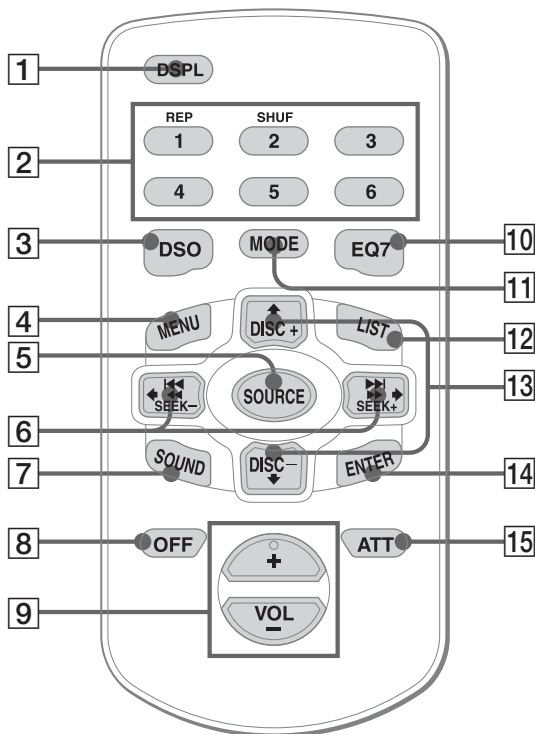 1 DSPL
REP SHUF
1 2 3
2
4 5 6
3 DSO MODE EQ7 10
11
4 MENU DISC + LIST 12
5 SOURCE 13
SEEK− SEEK+
6
7 SOUND DISC− ENTER 14
8 OFF ATT 15
+
9 VOL
−